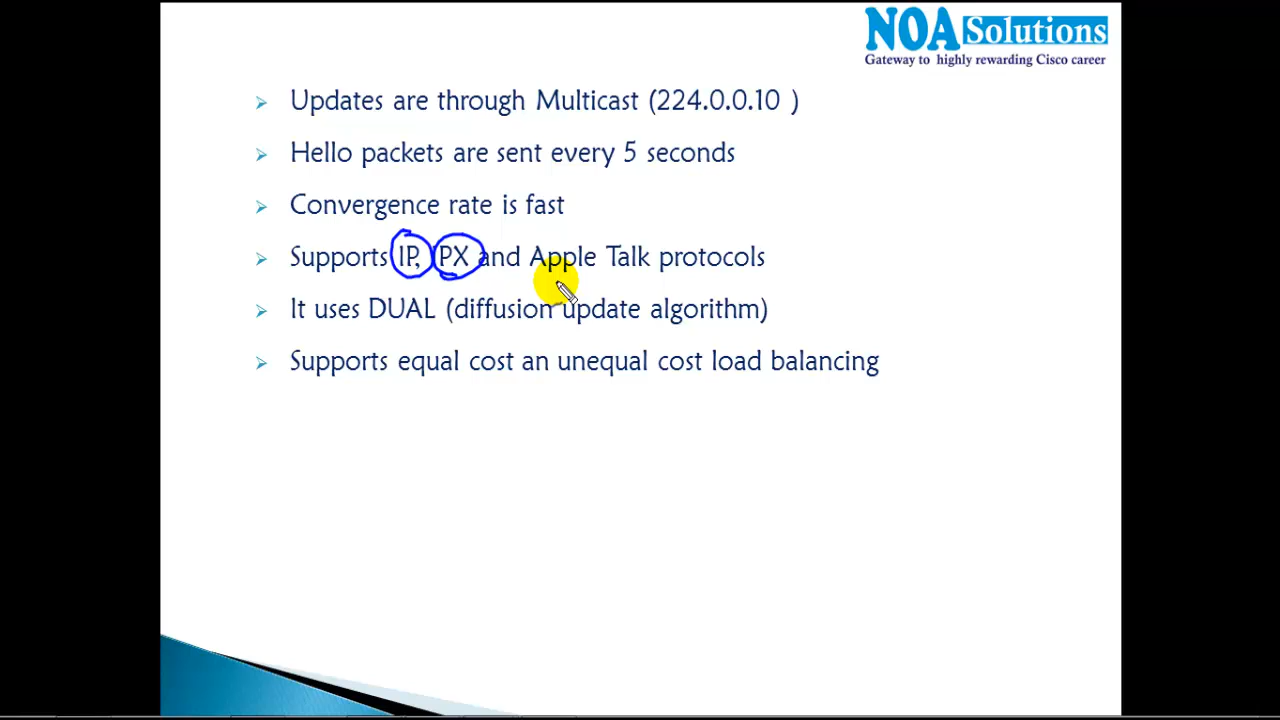 NOA Solutions
Gateway to highly rewarding Cisco career
Updates are through Multicast (224.0.0.10 )
Hello packets are sent every 5 seconds
Convergence rate is fast
Supports IP, IPX and Apple Talk protocols
It uses DUAL (diffusion update algorithm)
Supports equal cost an unequal cost load balancing